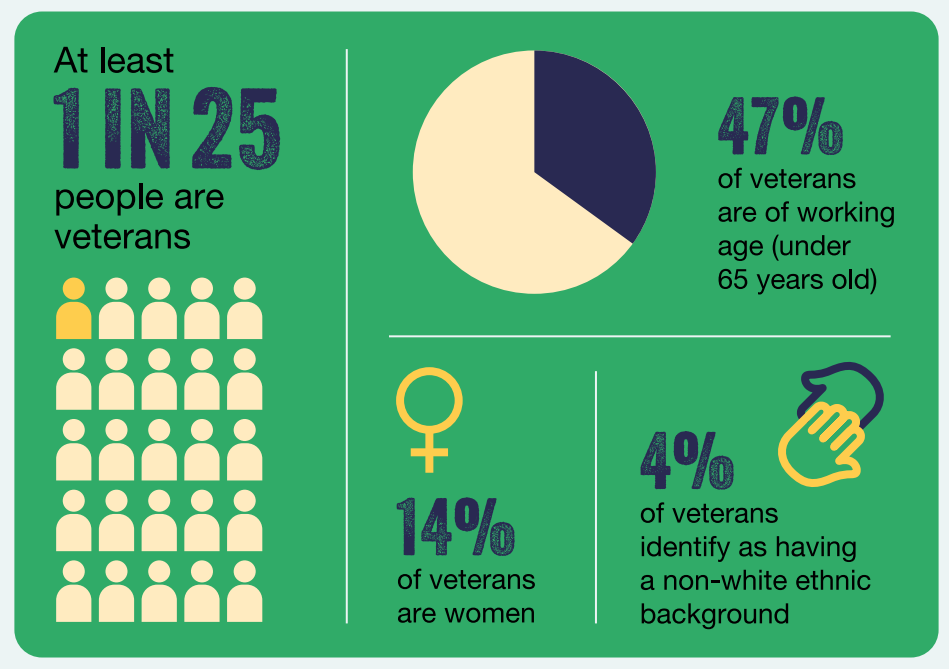 At least
1 IN 25
people are
veterans
47%
of veterans
are of working
age (under
65 years old)
14%
of veterans
are women
4%
of veterans
identify as having
a non-white ethnic
background